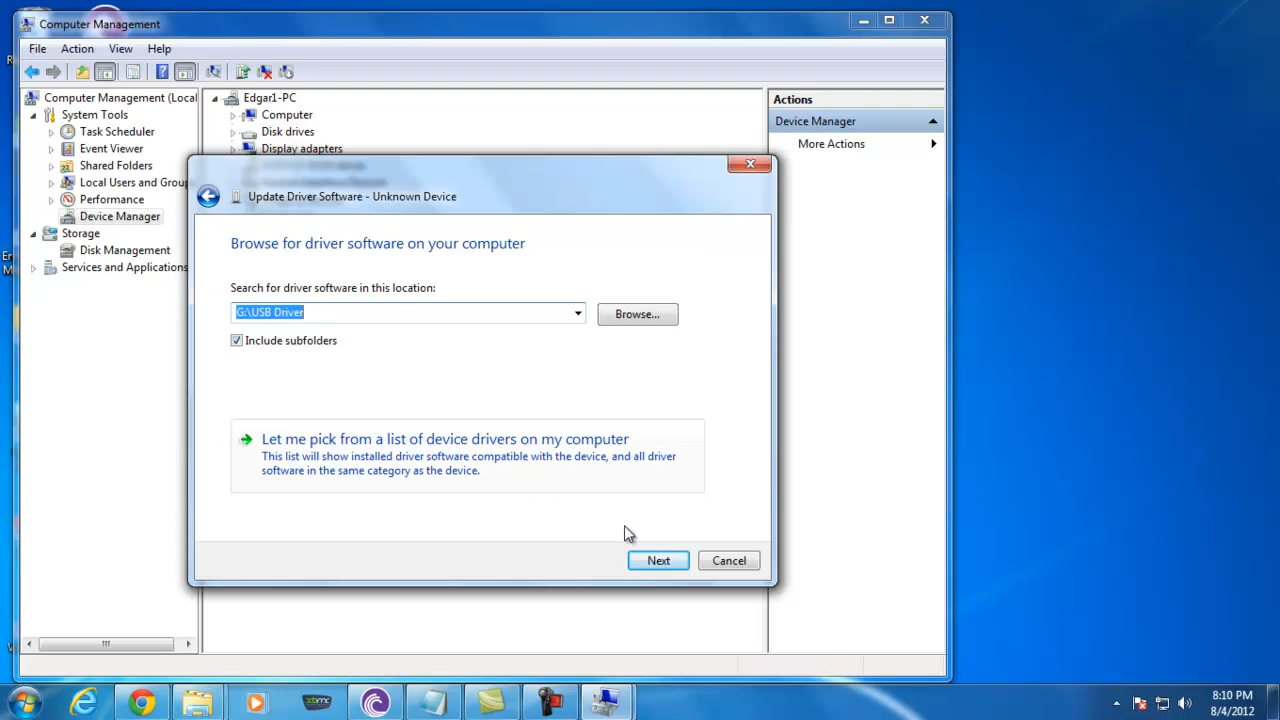 Computer Management
File Action View Help
Computer Management (Local
System Tools
Task Scheduler
Event Viewer
Shared Folders
Local Users and Group
Performance
Device Manager
Storage
Disk Management
Services and Applications
Edgar1-PC
Computer
Disk drives
Display adapters
Actions
Device Manager
More Actions
Update Driver Software - Unknown Device
Browse for driver software on your computer
Search for driver software in this location:
G:\USB Driver
Browse...
Include subfolders
Let me pick from a list of device drivers on my computer
This list will show installed driver software compatible with the device, and all driver
software in the same category as the device.
Next Cancel
xbmc
8:10 PM
8/4/2012